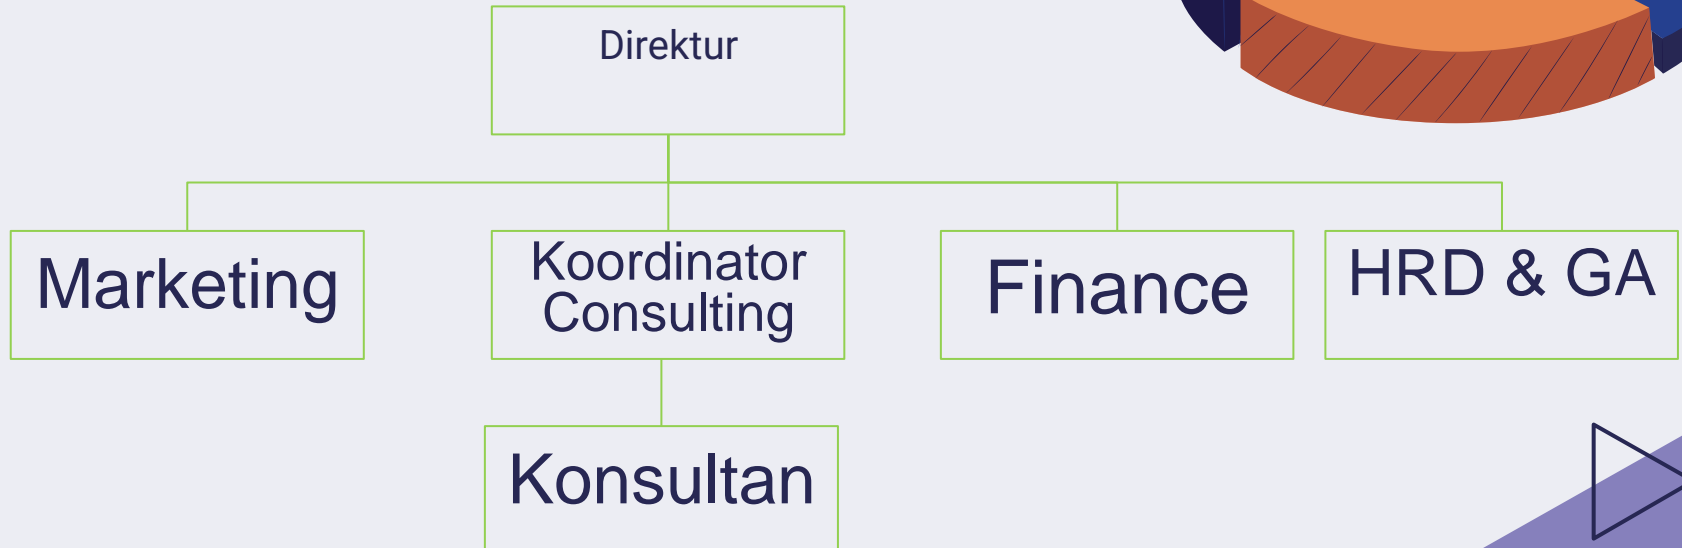 Direktur
Marketing
Koordinator
Consulting
Finance
HRD & GA
Konsultan